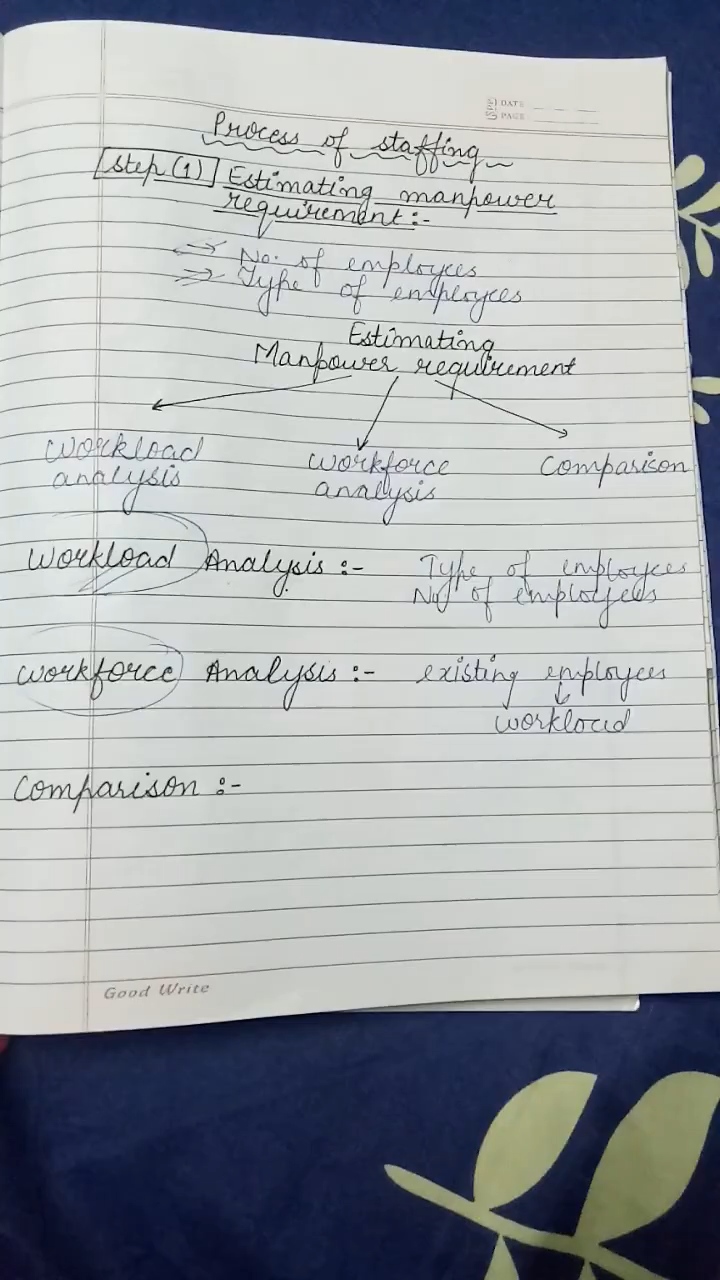 DATE
PAGE
Process of staffing
Step (1) Estimating manpower
requirement:-
→ No. of employees
⇒ Type of employees
Estimating
Manpower requirement
Workload
analysis
Workforce
analysis
Comparison
Workload Analysis :- Type of employees
No of employees
Workforce Analysis :- existing employees
↓
workload
Comparison :-
Good Write